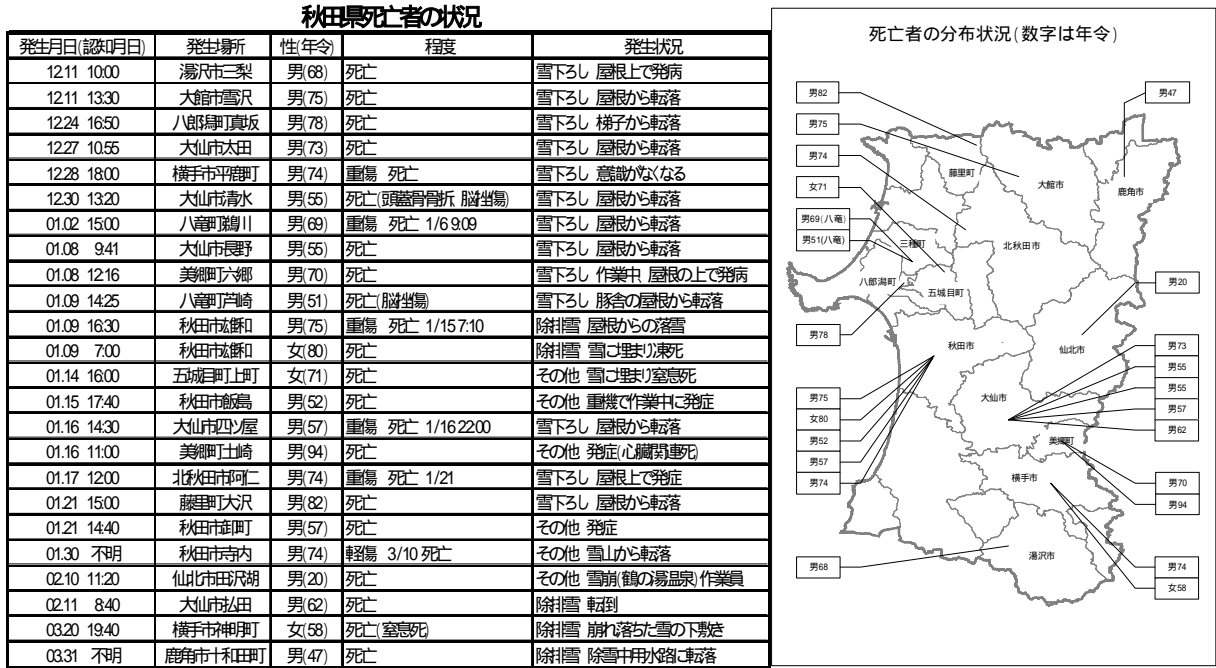 秋田県死亡者の状況
発生月日(認知月日) 発生場所 性(年令) 程度 発生状況
12.11 10:00 湯沢市三梨 男(68) 死亡 雪下ろし 屋根上で発病
12.11 13:30 大館市雪沢 男(75) 死亡 雪下ろし 屋根から転落
12.24 16:50 八郎潟町真坂 男(78) 死亡 雪下ろし 梯子から転落
12.27 10.55 大仙市太田 男(73) 死亡 雪下ろし 屋根から転落
12.28 18:00 横手市平鹿町 男(74) 重傷 死亡 雪下ろし 意識がなくなる
12.30 13:20 大仙市清水 男(55) 死亡(頭蓋骨骨折、脳挫傷) 雪下ろし 屋根から転落
01.02 15:00 八竜町鵜川 男(69) 重傷 死亡 1/6 9:09 雪下ろし 屋根から転落
01.08 9:41 大仙市長野 男(55) 死亡 雪下ろし 屋根から転落
01.08 12:16 美郷町六郷 男(70) 死亡 雪下ろし 作業中、屋根の上で発病
01.09 14:25 八竜町芦崎 男(51) 死亡(脳挫傷) 雪下ろし 豚舎の屋根から転落
01.09 16:30 秋田市雄和 男(75) 重傷 死亡 1/15 7:10 除排雪 屋根からの落雪
01.09 7:00 秋田市雄和 女(80) 死亡 除排雪 雪に埋まり凍死
01.14 16:00 五城目町上町 女(71) 死亡 その他 雪に埋まり窒息死
01.15 17:40 秋田市飯島 男(52) 死亡 その他 重機で作業中に発症
01.16 14:30 大仙市四ツ屋 男(57) 重傷 死亡 1/16 22:00 雪下ろし 屋根から転落
01.16 11:00 美郷町土崎 男(94) 死亡 その他 発症(心臓関連死)
01.17 12:00 北秋田市阿仁 男(74) 重傷 死亡 1/21 雪下ろし 屋根上で発症
01.21 15:00 藤里町大沢 男(82) 死亡 雪下ろし 屋根から転落
01.21 14:40 秋田市卸町 男(57) 死亡 その他 発症
01.30 不明 秋田市寺内 男(74) 軽傷 3/10 死亡 その他 雪山から転落
02.10 11:20 仙北市田沢湖 男(20) 死亡 その他 雪崩(鶴の湯温泉)作業員
02.11 8:40 大仙市払田 男(62) 死亡 除排雪 転倒
03.20 19:40 横手市神明町 女(58) 死亡(窒息死) 除排雪 崩れ落ちた雪の下敷き
03.31 不明 鹿角市十和田町 男(47) 死亡 除排雪 除雪中用水路に転落
死亡者の分布状況(数字は年令)
男82
男47
男75
男74
藤里町
大館市
鹿角市
女71
男69(八竜)
男51(八竜)
三種町
北秋田市
八郎潟町
五城目町
男20
男78
秋田市
仙北市
男73
男55
男55
男57
男62
大仙市
男75
女80
男52
男57
男74
美郷町
横手市
男70
男94
湯沢市
男68
男74
女58